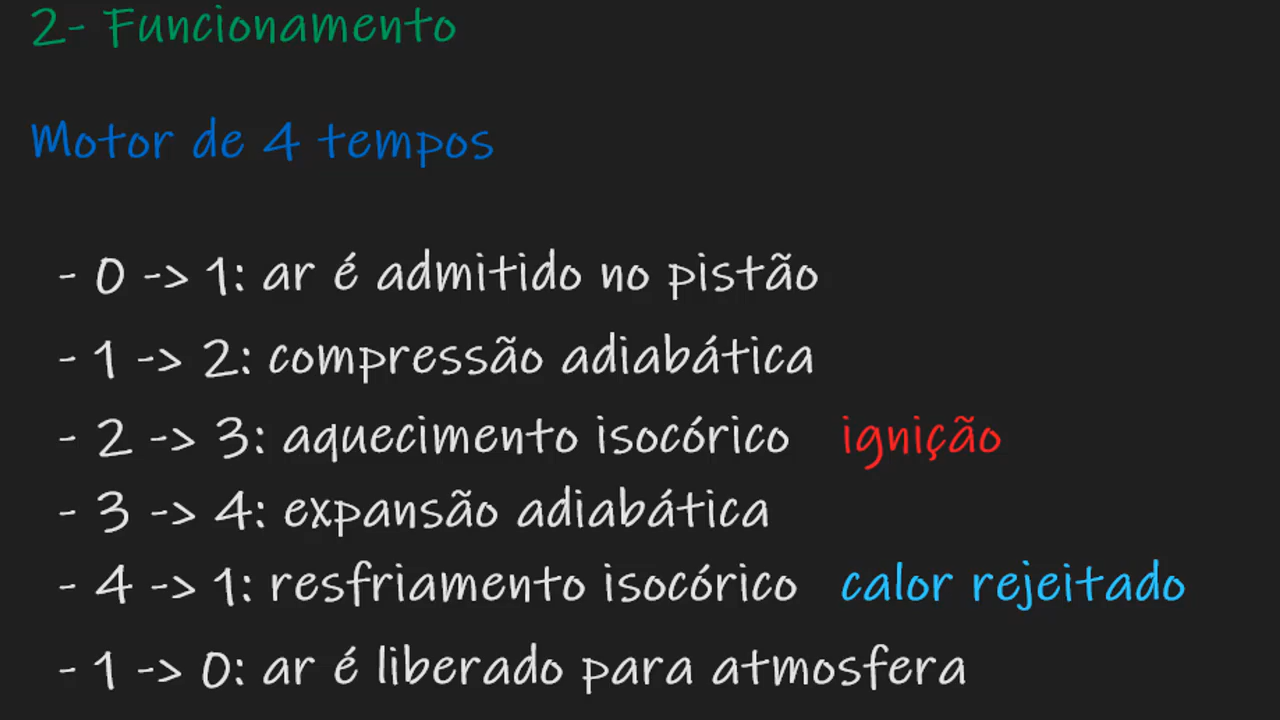 2- Funcionamento
Motor de 4 tempos
- 0 -> 1: ar é admitido no pistão
- 1 -> 2: compressão adiabática
- 2 -> 3: aquecimento isocórico ignição
- 3 -> 4: expansão adiabática
- 4 -> 1: resfriamento isocórico calor rejeitado
- 1 -> 0: ar é liberado para atmosfera